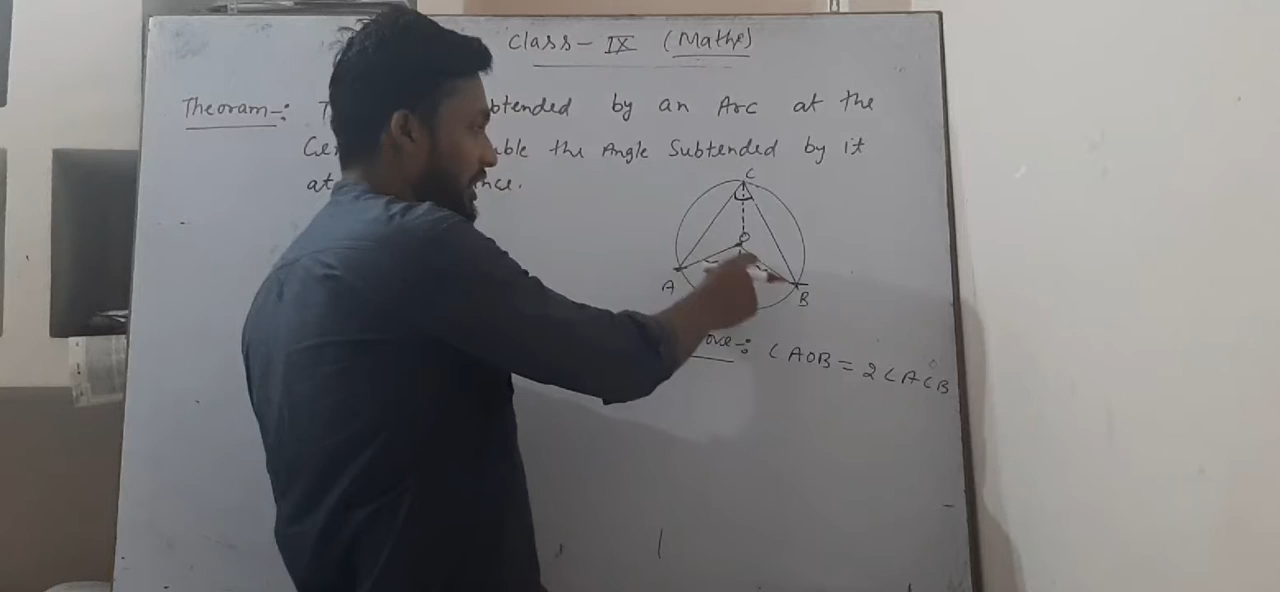 Class - IX (Maths)
Theoram -: btended by an Arc at the
Ce ble the Angle Subtended by it
at nce.
C
O
A
B
ove -: ∠AOB = 2∠ACB